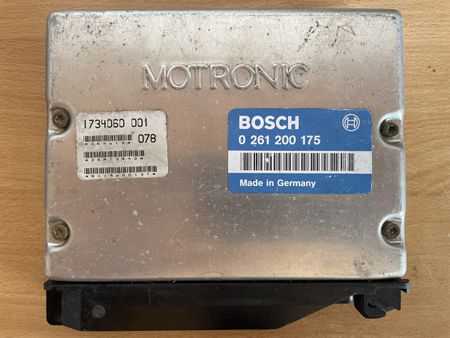 MOTRONIC
1734060 001
078
BOSCH
0 261 200 175
Made in Germany